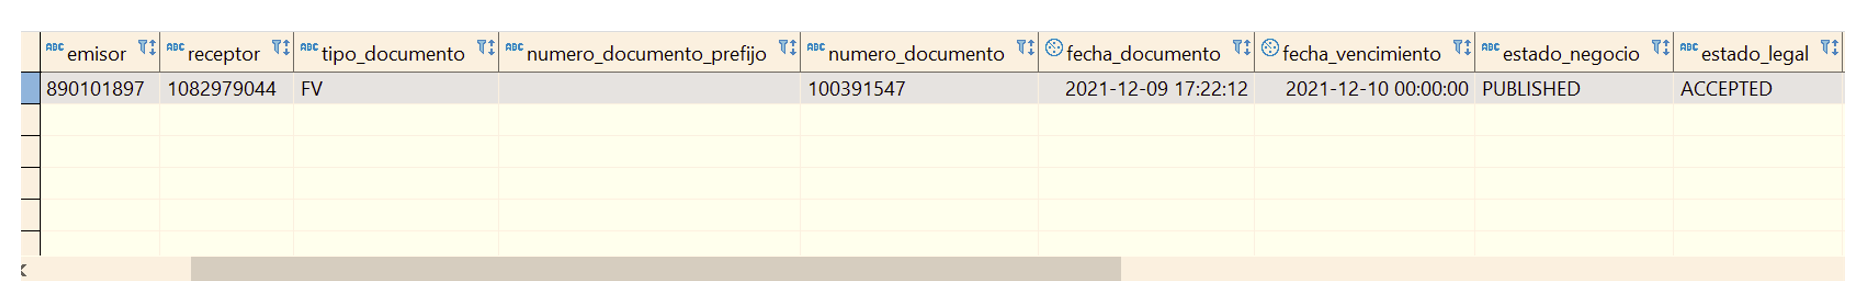 ABC emisor ABC receptor ABC tipo_documento ABC numero_documento_prefijo ABC numero_documento fecha_documento fecha_vencimiento ABC estado_negocio ABC estado_legal
890101897 1082979044 FV 100391547 2021-12-09 17:22:12 2021-12-10 00:00:00 PUBLISHED ACCEPTED